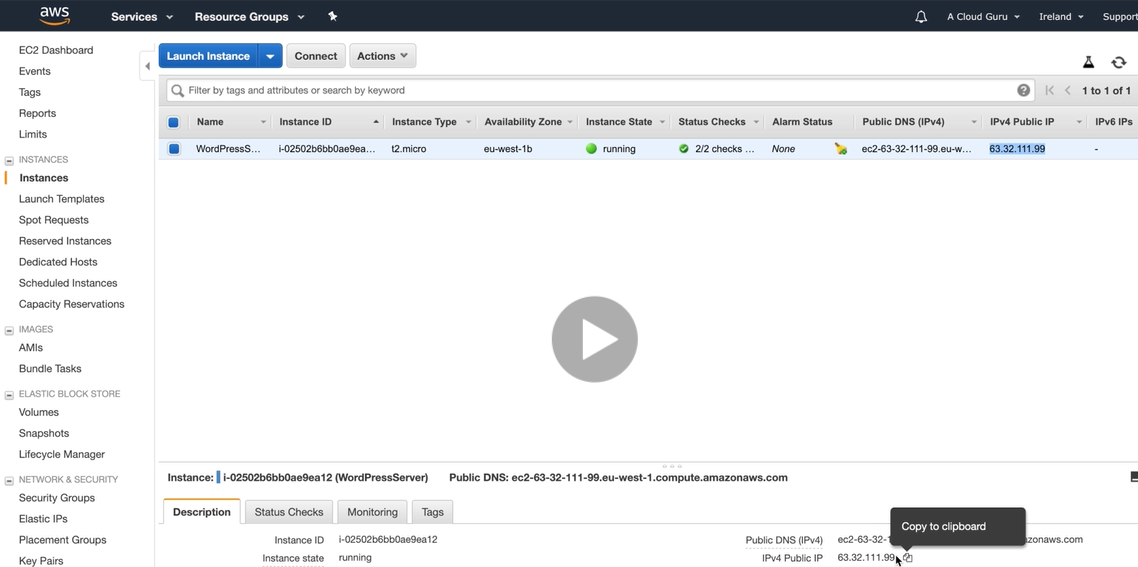 aws Services Resource Groups A Cloud Guru Ireland Support
EC2 Dashboard
Events
Tags
Reports
Limits
INSTANCES
Instances
Launch Templates
Spot Requests
Reserved Instances
Dedicated Hosts
Scheduled Instances
Capacity Reservations
IMAGES
AMIs
Bundle Tasks
ELASTIC BLOCK STORE
Volumes
Snapshots
Lifecycle Manager
NETWORK & SECURITY
Security Groups
Elastic IPs
Placement Groups
Key Pairs
Launch Instance Connect Actions
Filter by tags and attributes or search by keyword ? 1 to 1 of 1
Name Instance ID Instance Type Availability Zone Instance State Status Checks Alarm Status Public DNS (IPv4) IPv4 Public IP IPv6 IPs
WordPressS... i-02502b6bb0ae9ea... t2.micro eu-west-1b running 2/2 checks ... None ec2-63-32-111-99.eu-w... 63.32.111.99 -
Instance: i-02502b6bb0ae9ea12 (WordPressServer) Public DNS: ec2-63-32-111-99.eu-west-1.compute.amazonaws.com
Description Status Checks Monitoring Tags
Copy to clipboard
Instance ID i-02502b6bb0ae9ea12 Public DNS (IPv4) ec2-63-32-1 zonaws.com
Instance state running IPv4 Public IP 63.32.111.99